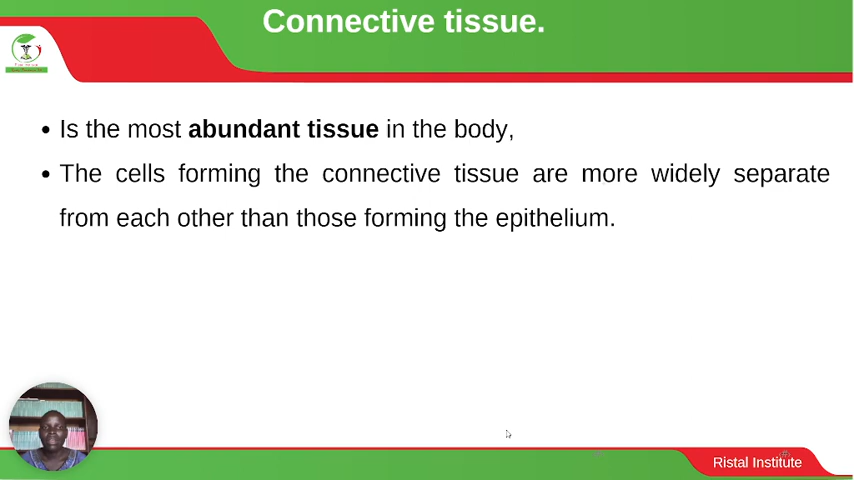 Connective tissue.
• Is the most abundant tissue in the body,
• The cells forming the connective tissue are more widely separate
from each other than those forming the epithelium.
Ristal Institute